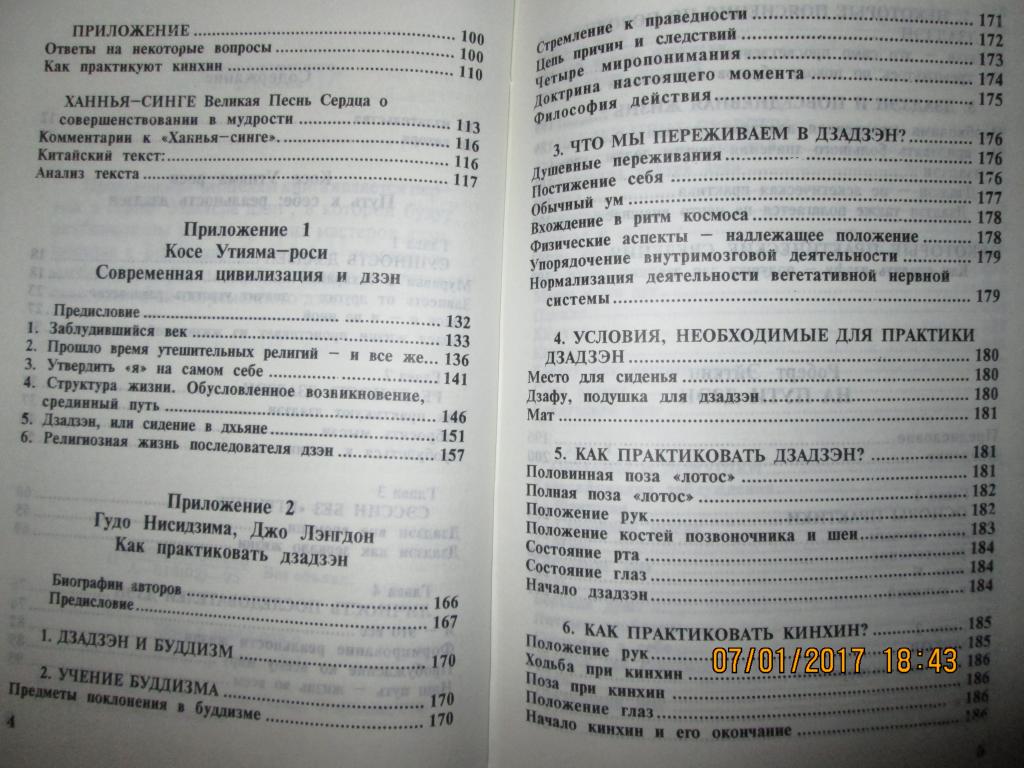 ПРИЛОЖЕНИЕ 100
Ответы на некоторые вопросы 100
Как практикуют кинхин 110
ХАННЬЯ—СИНГЕ Великая Песнь Сердца о
совершенствовании в мудрости 113
Комментарии к «Ханнья—синге». 116
Китайский текст: 116
Анализ текста 117
Приложение 1
Косе Утияма—роси
Современная цивилизация и дзэн
Предисловие 132
1. Заблудившийся век 133
2. Прошло время утешительных религий — и все же... 136
3. Утвердить «я» на самом себе 141
4. Структура жизни. Обусловленное возникновение,
срединный путь 146
5. Дзадзэн, или сидение в дхьяне 151
6. Религиозная жизнь последователя дзэн 157
Приложение 2
Гудо Нисидзима, Джо Лэнгдон
Как практиковать дзадзэн
Биографии авторов 166
Предисловие 167
1. ДЗАДЗЭН И БУДДИЗМ 170
2. УЧЕНИЕ БУДДИЗМА 170
Предметы поклонения в буддизме 170
4
Стремление к праведности 171
Цепь причин и следствий 172
Четыре миропонимания 173
Доктрина настоящего момента 174
Философия действия 175
3. ЧТО МЫ ПЕРЕЖИВАЕМ В ДЗАДЗЭН? 176
Душевные переживания 176
Постижение себя 176
Обычный ум 177
Вхождение в ритм космоса 178
Физические аспекты — надлежащее положение 178
Упорядочение внутримозговой деятельности 179
Нормализация деятельности вегетативной нервной
системы 179
4. УСЛОВИЯ, НЕОБХОДИМЫЕ ДЛЯ ПРАКТИКИ
ДЗАДЗЭН 180
Место для сиденья 180
Дзафу, подушка для дзадзэн 180
Мат 181
5. КАК ПРАКТИКОВАТЬ ДЗАДЗЭН? 181
Половинная поза «лотос» 181
Полная поза «лотос» 182
Положение рук 182
Положение костей позвоночника и шеи 183
Состояние рта 184
Состояние глаз 184
Начало дзадзэн 184
6. КАК ПРАКТИКОВАТЬ КИНХИН? 185
Положение рук 185
Ходьба при кинхин 186
Поза при кинхин 186
Положение глаз 186
Начало кинхин и его окончание 186
07/01/2017 18:43